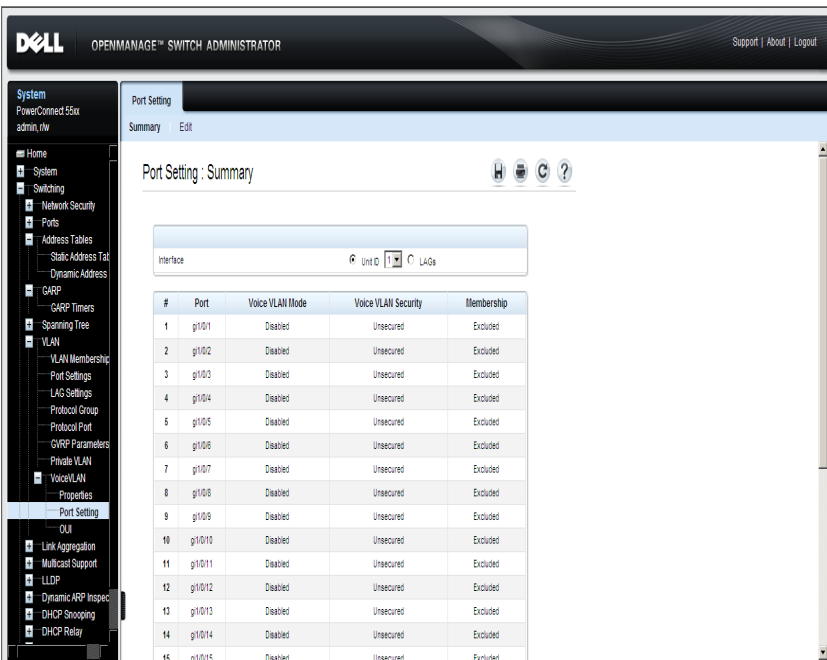 DELL OPENMANAGE™ SWITCH ADMINISTRATOR
Support | About | Logout
System
PowerConnect 55xx
admin, r/w
Home
System
Switching
Network Security
Ports
Address Tables
Static Address Tab
Dynamic Address
GARP
GARP Timers
Spanning Tree
VLAN
VLAN Membership
Port Settings
LAG Settings
Protocol Group
Protocol Port
GVRP Parameters
Private VLAN
VoiceVLAN
Properties
Port Setting
OUI
Link Aggregation
Multicast Support
LLDP
Dynamic ARP Inspec
DHCP Snooping
DHCP Relay
Port Setting
Summary Edit
Port Setting : Summary
Interface Unit ID 1 LAGs
# Port Voice VLAN Mode Voice VLAN Security Membership
1 gi1/0/1 Disabled Unsecured Excluded
2 gi1/0/2 Disabled Unsecured Excluded
3 gi1/0/3 Disabled Unsecured Excluded
4 gi1/0/4 Disabled Unsecured Excluded
5 gi1/0/5 Disabled Unsecured Excluded
6 gi1/0/6 Disabled Unsecured Excluded
7 gi1/0/7 Disabled Unsecured Excluded
8 gi1/0/8 Disabled Unsecured Excluded
9 gi1/0/9 Disabled Unsecured Excluded
10 gi1/0/10 Disabled Unsecured Excluded
11 gi1/0/11 Disabled Unsecured Excluded
12 gi1/0/12 Disabled Unsecured Excluded
13 gi1/0/13 Disabled Unsecured Excluded
14 gi1/0/14 Disabled Unsecured Excluded
15 gi1/0/15 Disabled Unsecured Excluded